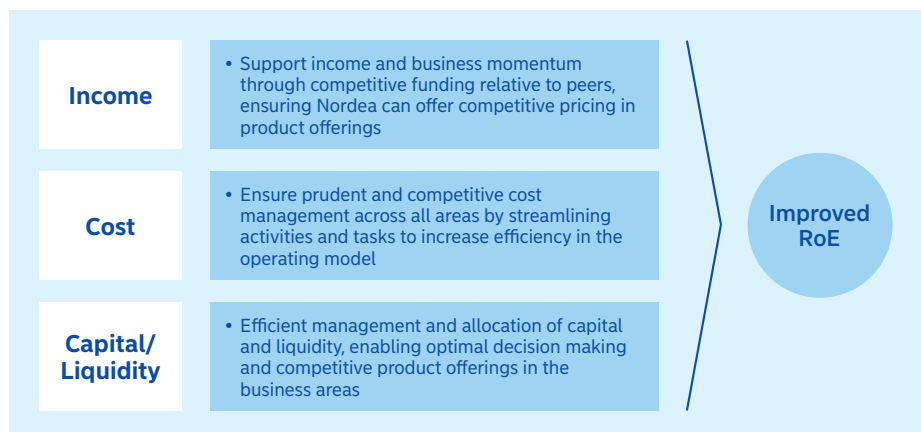 Income
• Support income and business momentum
through competitive funding relative to peers,
ensuring Nordea can offer competitive pricing in
product offerings
Cost
• Ensure prudent and competitive cost
management across all areas by streamlining
activities and tasks to increase efficiency in the
operating model
Capital/
Liquidity
• Efficient management and allocation of capital
and liquidity, enabling optimal decision making
and competitive product offerings in the
business areas
Improved
RoE